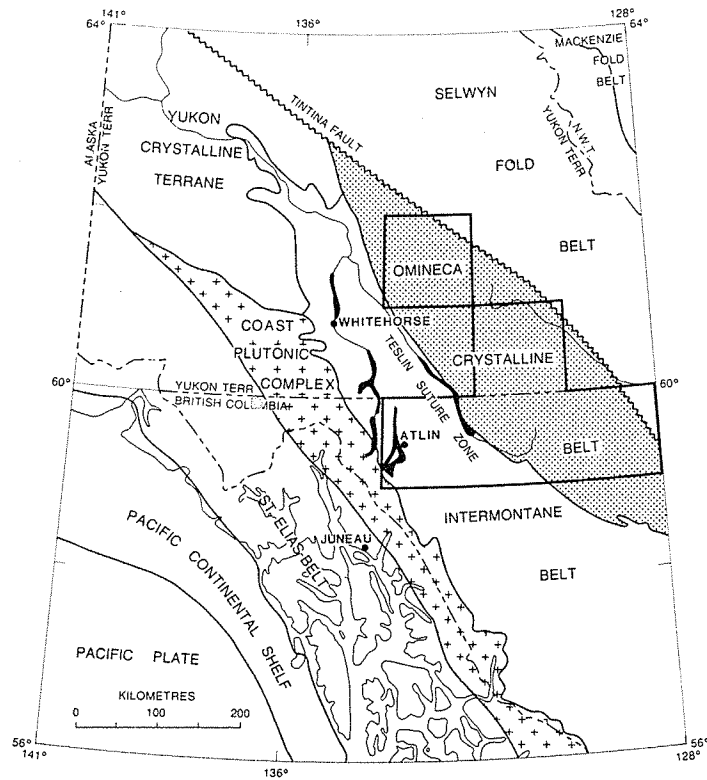 141°
64°
136°
128°
64°
MACKENZIE
FOLD
BELT
SELWYN
FOLD
BELT
N.W.T.
YUKON TERR
TINTINA FAULT
ALASKA
YUKON TERR
YUKON
CRYSTALLINE
TERRANE
OMINECA
CRYSTALLINE
BELT
COAST
PLUTONIC
COMPLEX
WHITEHORSE
TESLIN SUTURE ZONE
60°
YUKON TERR
BRITISH COLUMBIA
60°
ATLIN
INTERMONTANE
BELT
ST. ELIAS BELT
JUNEAU
PACIFIC CONTINENTAL SHELF
PACIFIC PLATE
KILOMETRES
0 100 200
56°
141°
136°
56°
128°